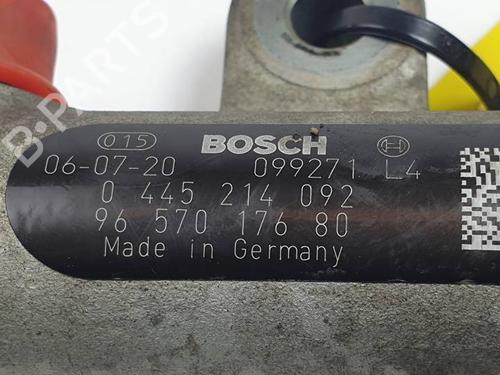 015 BOSCH
06-07-20 099271 L4
0 445 214 092
96 570 176 80
Made in Germany
B-PARTS